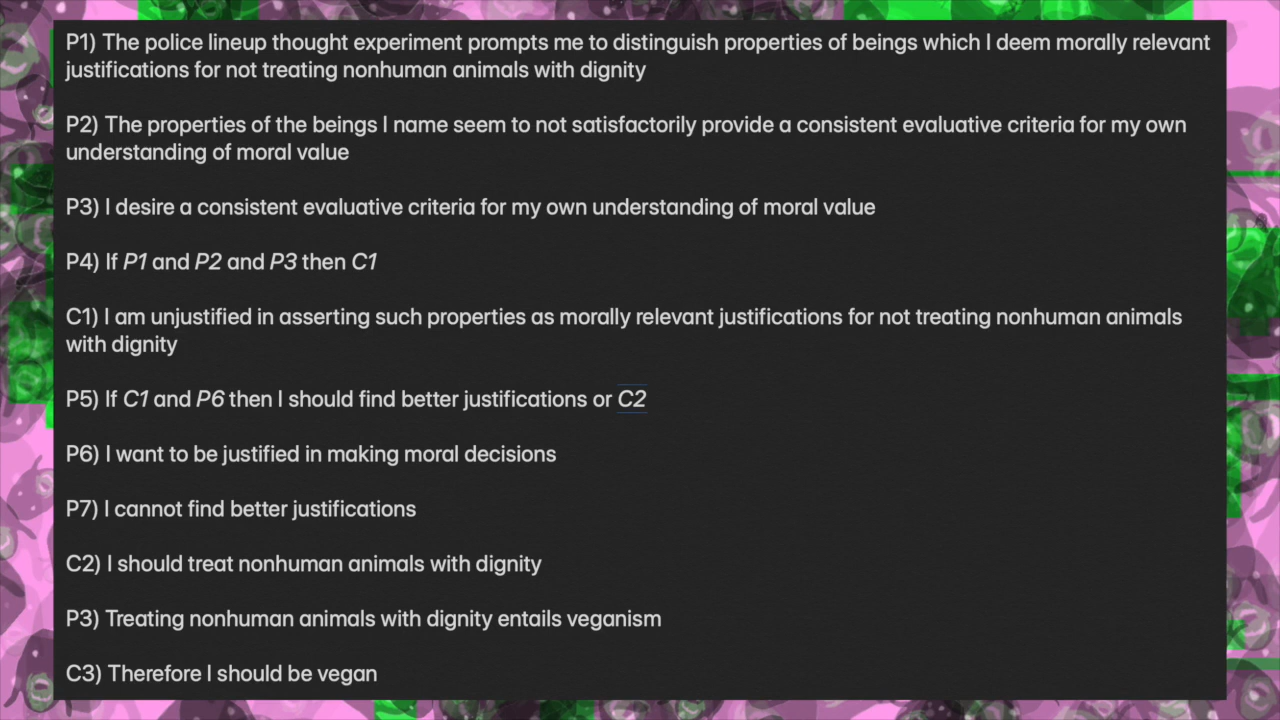 P1) The police lineup thought experiment prompts me to distinguish properties of beings which I deem morally relevant
justifications for not treating nonhuman animals with dignity
P2) The properties of the beings I name seem to not satisfactorily provide a consistent evaluative criteria for my own
understanding of moral value
P3) I desire a consistent evaluative criteria for my own understanding of moral value
P4) If P1 and P2 and P3 then C1
C1) I am unjustified in asserting such properties as morally relevant justifications for not treating nonhuman animals
with dignity
P5) If C1 and P6 then I should find better justifications or C2
P6) I want to be justified in making moral decisions
P7) I cannot find better justifications
C2) I should treat nonhuman animals with dignity
P3) Treating nonhuman animals with dignity entails veganism
C3) Therefore I should be vegan